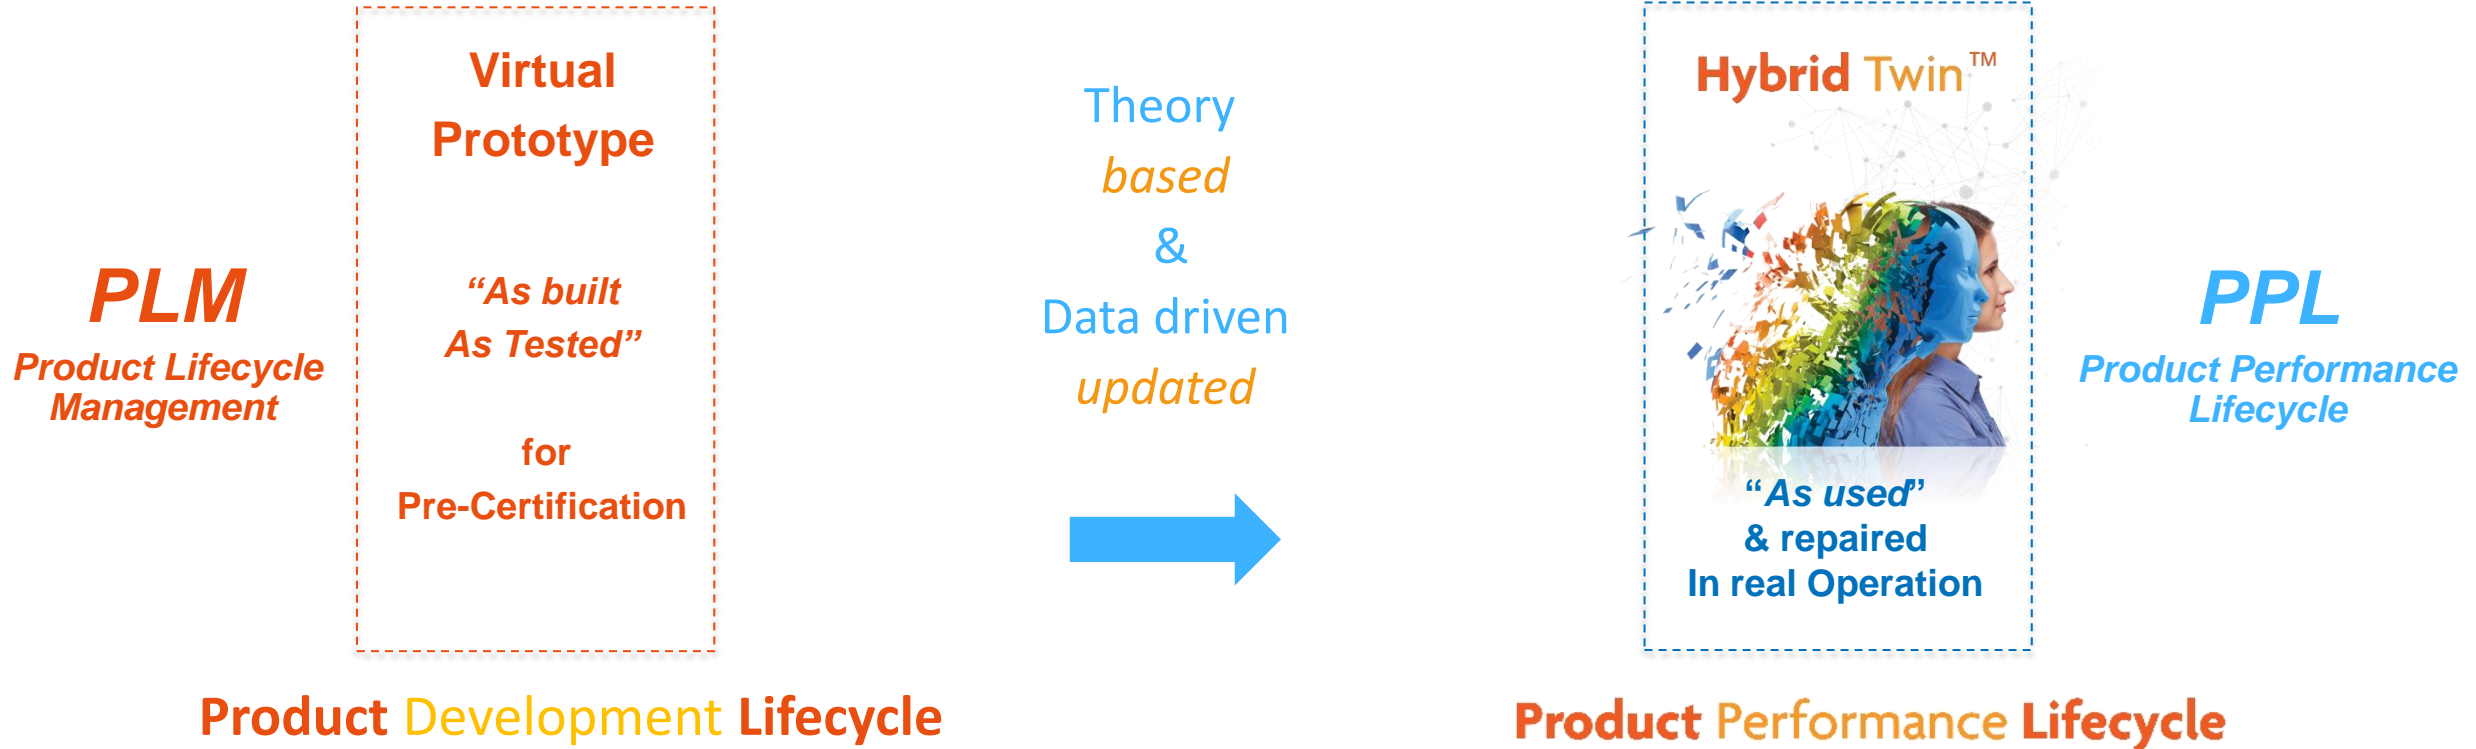 PLM
Product Lifecycle
Management
Virtual
Prototype
“As built
As Tested”
for
Pre-Certification
Product Development Lifecycle
Theory
based
&
Data driven
updated
Hybrid Twin™
“As used”
& repaired
In real Operation
PPL
Product Performance
Lifecycle
Product Performance Lifecycle